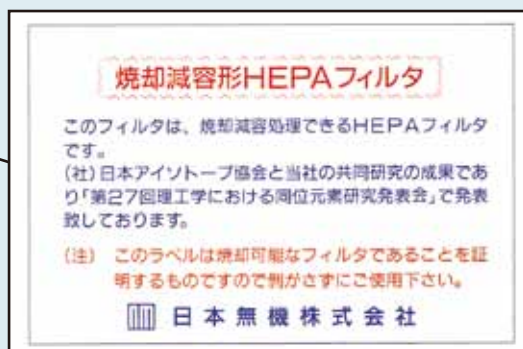 焼却減容形HEPAフィルタ
このフィルタは、焼却減容処理できるHEPAフィルタ
です。
(社)日本アイソトープ協会と当社の共同研究の成果であ
り「第27回理工学における同位元素研究発表会」で発表
致しております。
(注) このラベルは焼却可能なフィルタであることを証
明するものですので剥がさずにご使用下さい。
日本無機株式会社